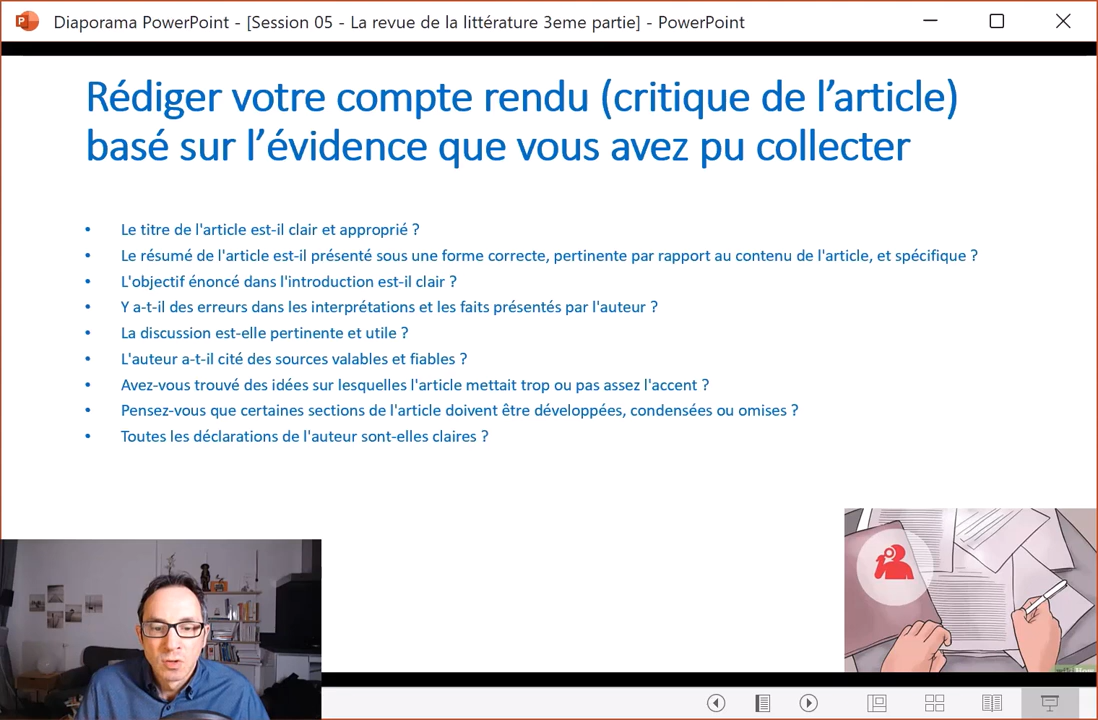 Diaporama PowerPoint - [Session 05 - La revue de la littérature 3eme partie] - PowerPoint
Rédiger votre compte rendu (critique de l’article)
basé sur l’évidence que vous avez pu collecter
• Le titre de l'article est-il clair et approprié ?
• Le résumé de l'article est-il présenté sous une forme correcte, pertinente par rapport au contenu de l'article, et spécifique ?
• L'objectif énoncé dans l'introduction est-il clair ?
• Y a-t-il des erreurs dans les interprétations et les faits présentés par l'auteur ?
• La discussion est-elle pertinente et utile ?
• L'auteur a-t-il cité des sources valables et fiables ?
• Avez-vous trouvé des idées sur lesquelles l'article mettait trop ou pas assez l'accent ?
• Pensez-vous que certaines sections de l'article doivent être développées, condensées ou omises ?
• Toutes les déclarations de l'auteur sont-elles claires ?